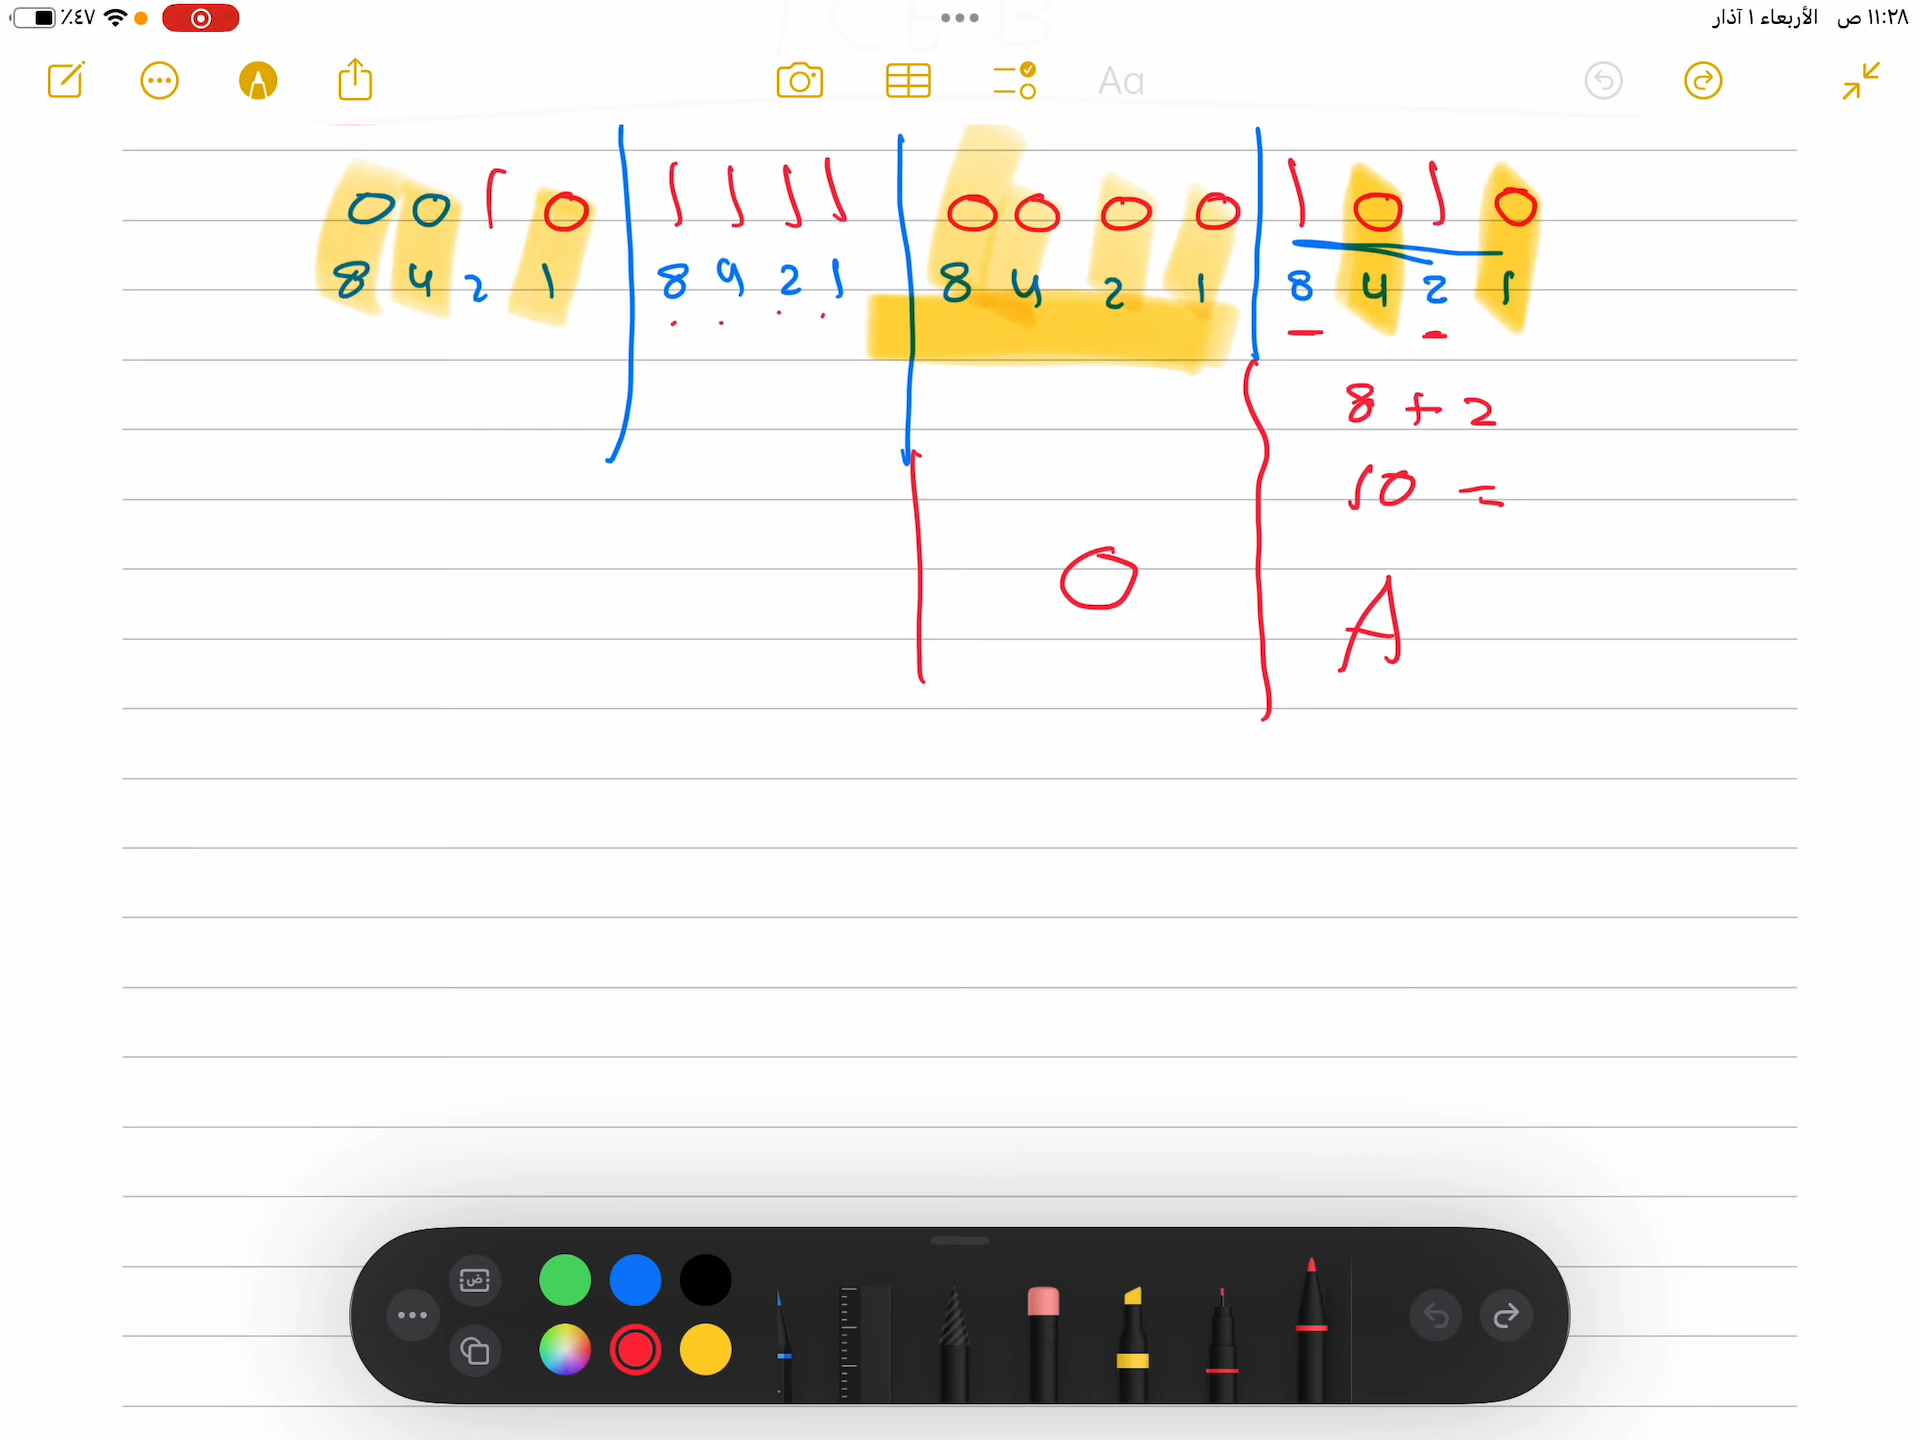 ٪٤٧
١١:٢٨ ص الأربعاء ١ آذار
Aa
0 0 1 0 1 1 1 1 0 0 0 0 1 0 1 0
8 4 2 1 8 4 2 1 8 4 2 1 8 4 2 1
8 + 2
10 =
0
A
ض